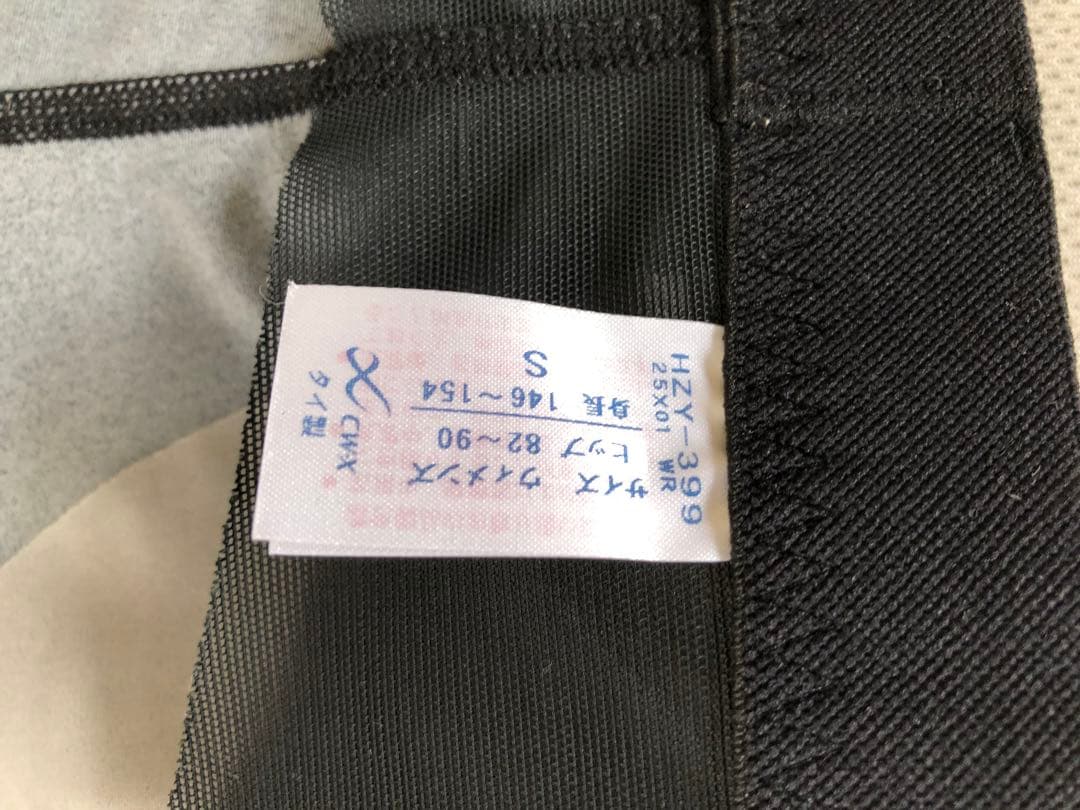 HZY-399
25X01 WR
サイズ ウィメンズ
ヒップ 82～90
身長 146～154
S
CW-X
タイ製